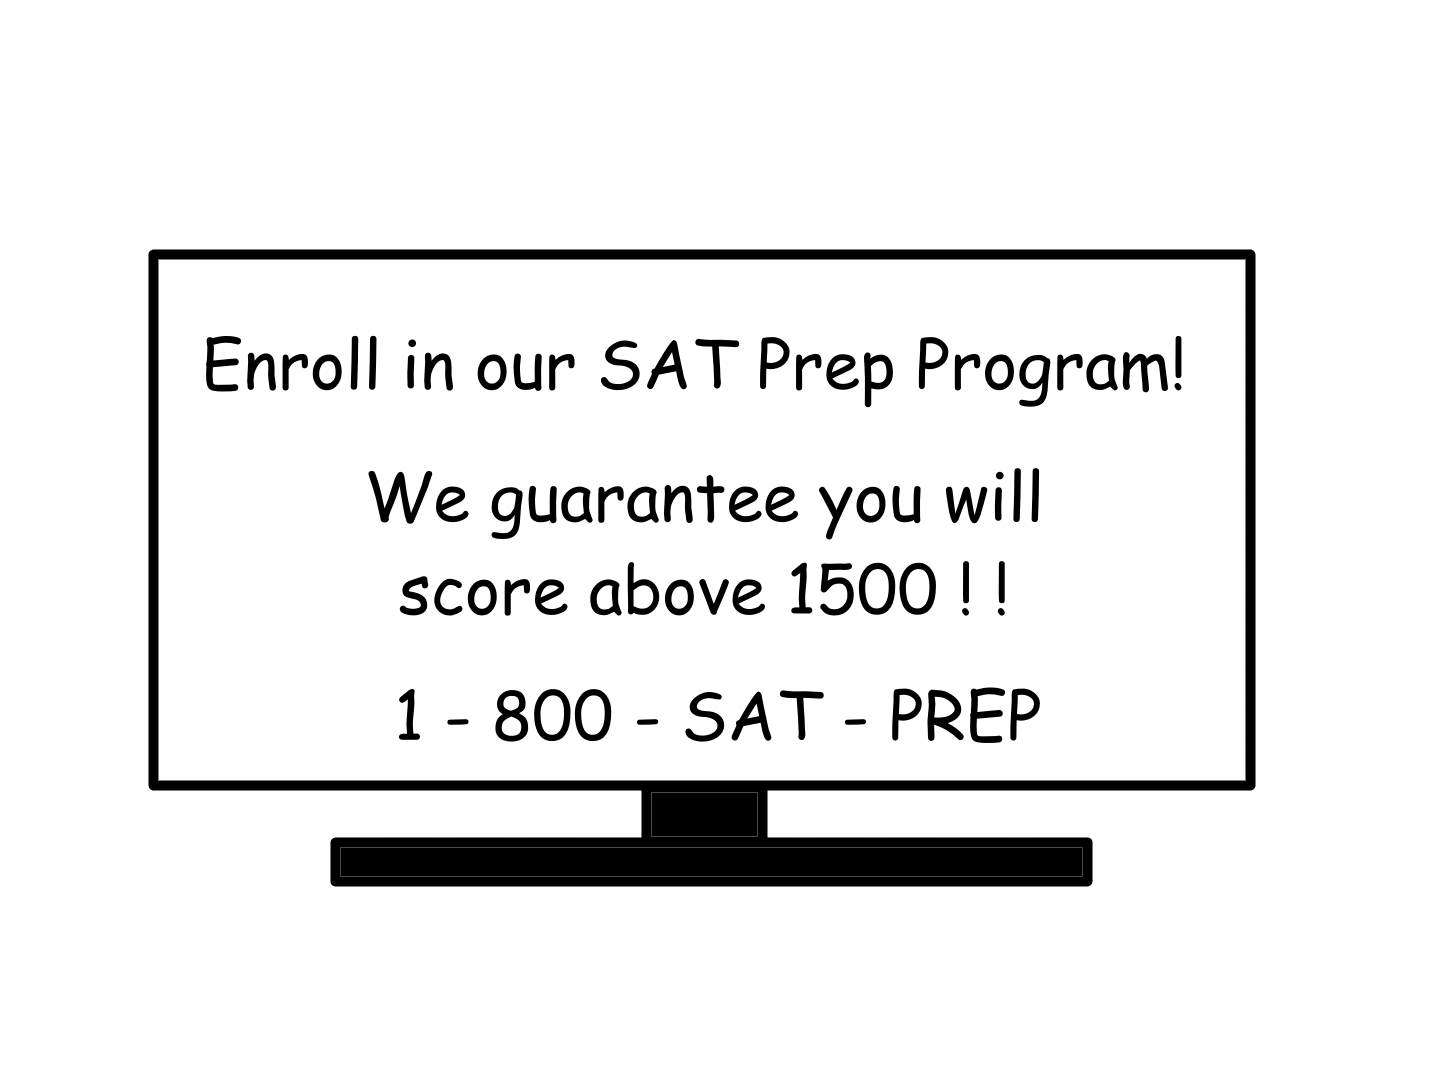 Enroll in our SAT Prep Program!
We guarantee you will
score above 1500 ! !
1 - 800 - SAT - PREP